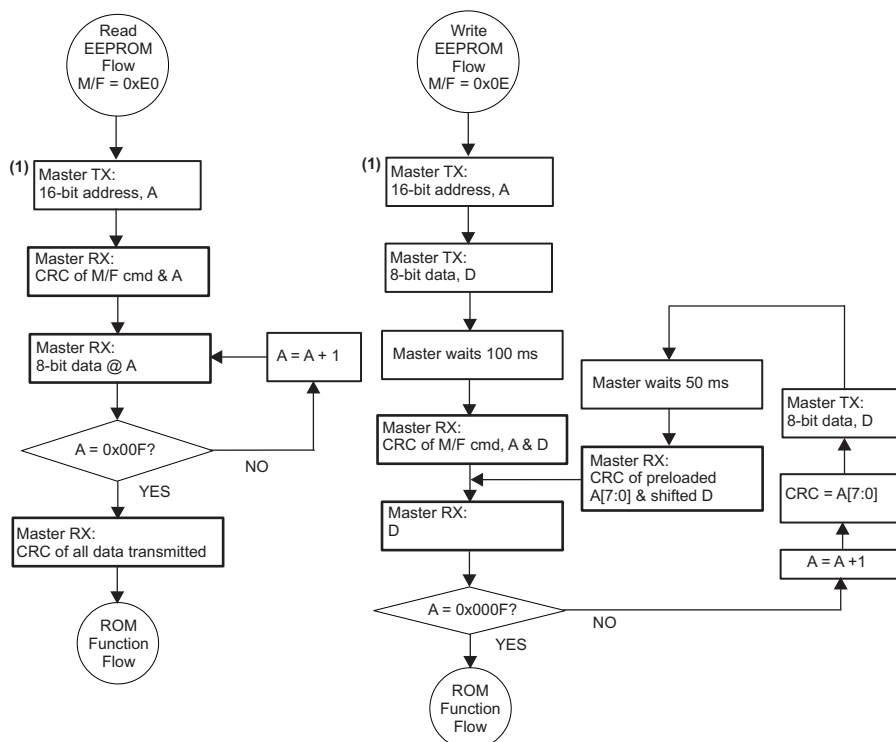 Read
EEPROM
Flow
M/F = 0xE0
(1)
Master TX:
16-bit address, A
Master RX:
CRC of M/F cmd & A
Master RX:
8-bit data @ A
A = A + 1
A = 0x00F?
NO
YES
Master RX:
CRC of all data transmitted
ROM
Function
Flow
Write
EEPROM
Flow
M/F = 0x0E
(1)
Master TX:
16-bit address, A
Master TX:
8-bit data, D
Master waits 100 ms
Master RX:
CRC of M/F cmd, A & D
Master RX:
D
A = 0x000F?
NO
YES
ROM
Function
Flow
Master waits 50 ms
Master RX:
CRC of preloaded
A[7:0] & shifted D
Master TX:
8-bit data, D
CRC = A[7:0]
A = A +1